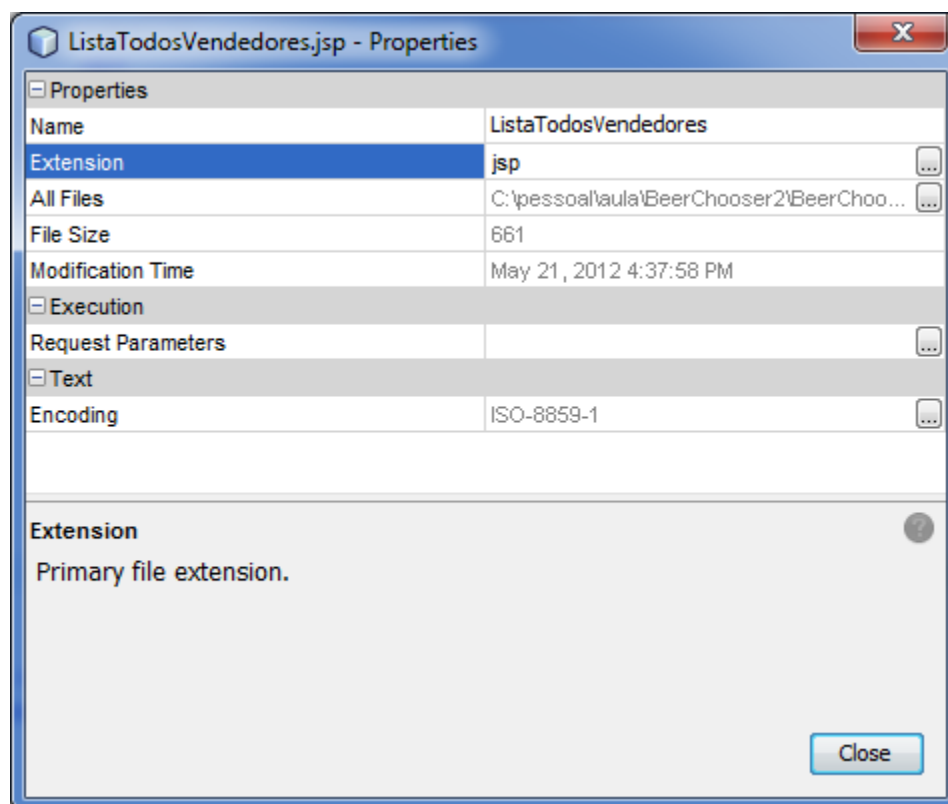 ListaTodosVendedores.jsp - Properties
Properties
Name ListaTodosVendedores
Extension jsp ...
All Files C:\pessoal\aula\BeerChooser2\BeerChoo... ...
File Size 661
Modification Time May 21, 2012 4:37:58 PM
Execution
Request Parameters ...
Text
Encoding ISO-8859-1 ...
Extension ?
Primary file extension.
Close